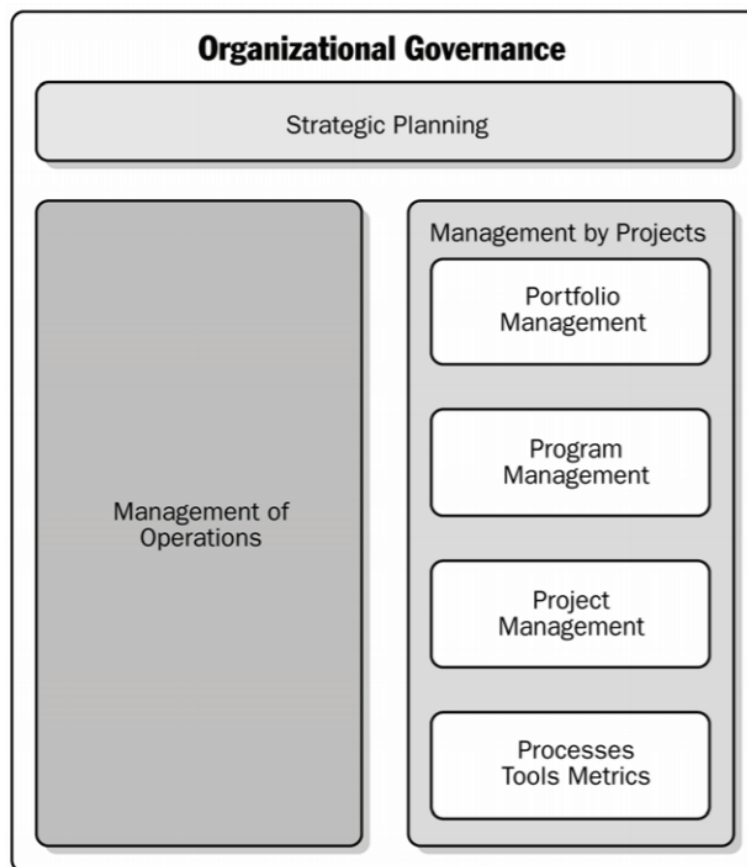 Organizational Governance
Strategic Planning
Management of
Operations
Management by Projects
Portfolio
Management
Program
Management
Project
Management
Processes
Tools Metrics